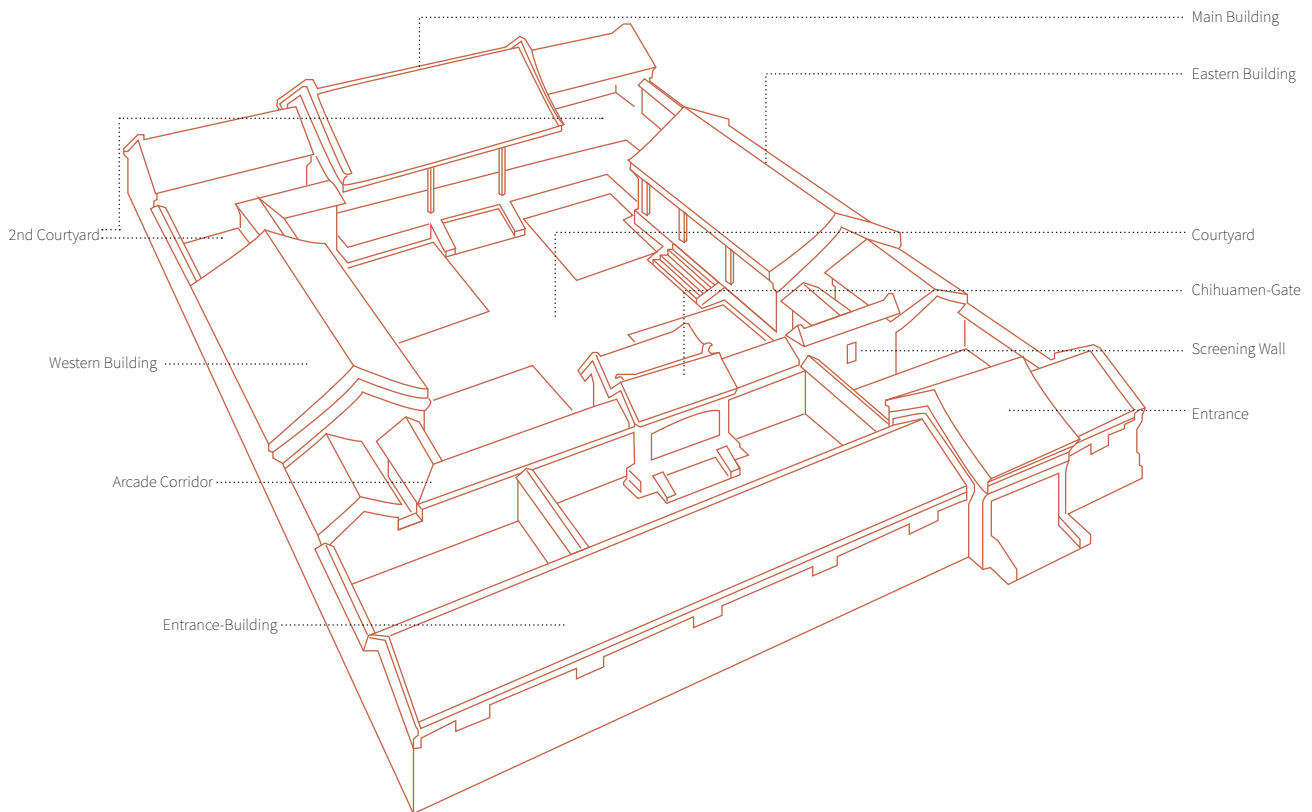 Main Building
Eastern Building
2nd Courtyard
Courtyard
Chihuamen-Gate
Screening Wall
Western Building
Entrance
Arcade Corridor
Entrance-Building